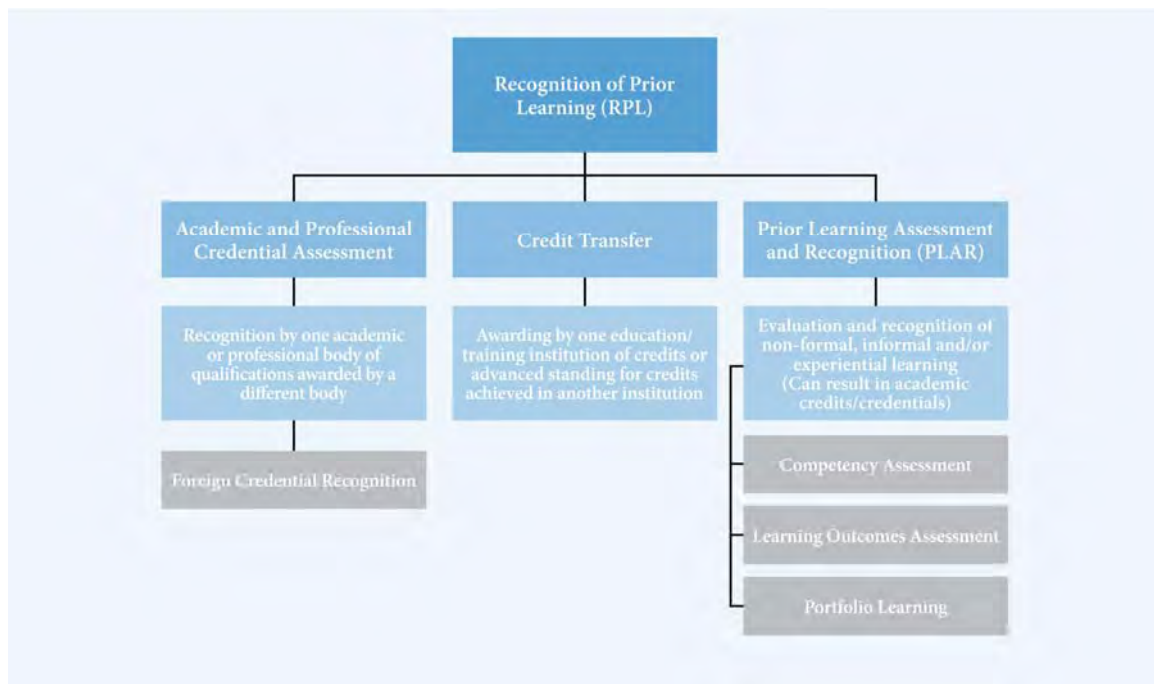 Recognition of Prior
Learning (RPL)
Academic and Professional
Credential Assessment
Credit Transfer
Prior Learning Assessment
and Recognition (PLAR)
Recognition by one academic
or professional body of
qualifications awarded by a
different body
Awarding by one education/
training institution of credits or
advanced standing for credits
achieved in another institution
Evaluation and recognition of
non-formal, informal and/or
experiential learning
(Can result in academic
credits/credentials)
Foreign Credential Recognition
Competency Assessment
Learning Outcomes Assessment
Portfolio Learning